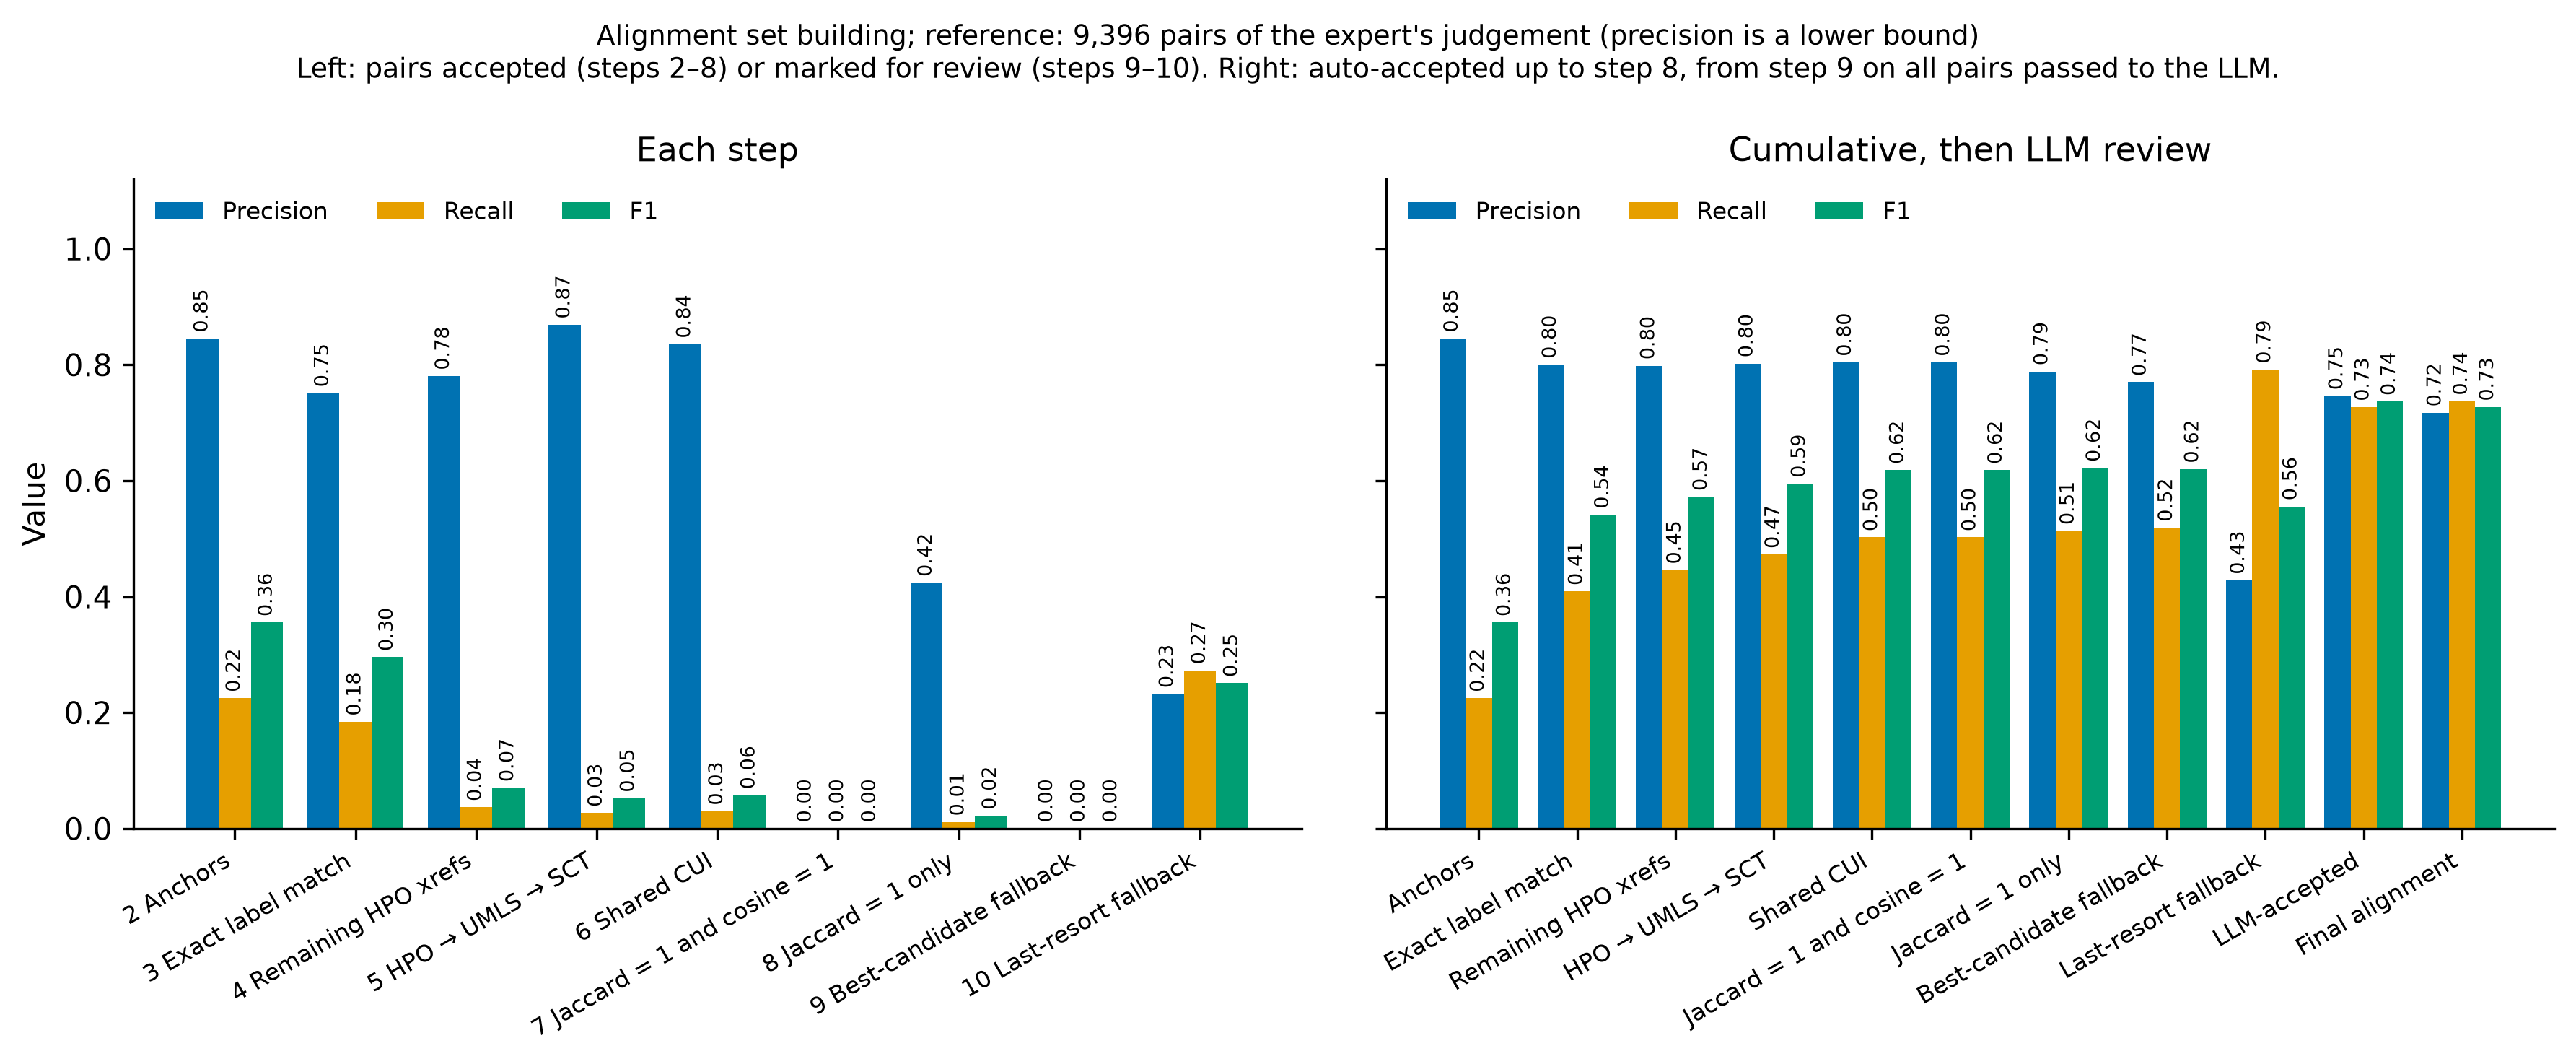 Alignment set building; reference: 9,396 pairs of the expert's judgement (precision is a lower bound)
Left: pairs accepted (steps 2–8) or marked for review (steps 9–10). Right: auto-accepted up to step 8, from step 9 on all pairs passed to the LLM.
Each step
Precision Recall F1
Value
1.0
0.8
0.6
0.4
0.2
0.0
0.85 0.22 0.36
0.75 0.18 0.30
0.78 0.04 0.07
0.87 0.03 0.05
0.84 0.03 0.06
0.00 0.00 0.00
0.42 0.01 0.02
0.00 0.00 0.00
0.23 0.27 0.25
2 Anchors
3 Exact label match
4 Remaining HPO xrefs
5 HPO → UMLS → SCT
6 Shared CUI
7 Jaccard = 1 and cosine = 1
8 Jaccard = 1 only
9 Best-candidate fallback
10 Last-resort fallback
Cumulative, then LLM review
Precision Recall F1
0.85 0.22 0.36
0.80 0.41 0.54
0.80 0.45 0.57
0.80 0.47 0.59
0.80 0.50 0.62
0.80 0.50 0.62
0.79 0.51 0.62
0.77 0.52 0.62
0.43 0.79 0.56
0.75 0.73 0.74
0.72 0.74 0.73
Anchors
Exact label match
Remaining HPO xrefs
HPO → UMLS → SCT
Shared CUI
Jaccard = 1 and cosine = 1
Jaccard = 1 only
Best-candidate fallback
Last-resort fallback
LLM-accepted
Final alignment